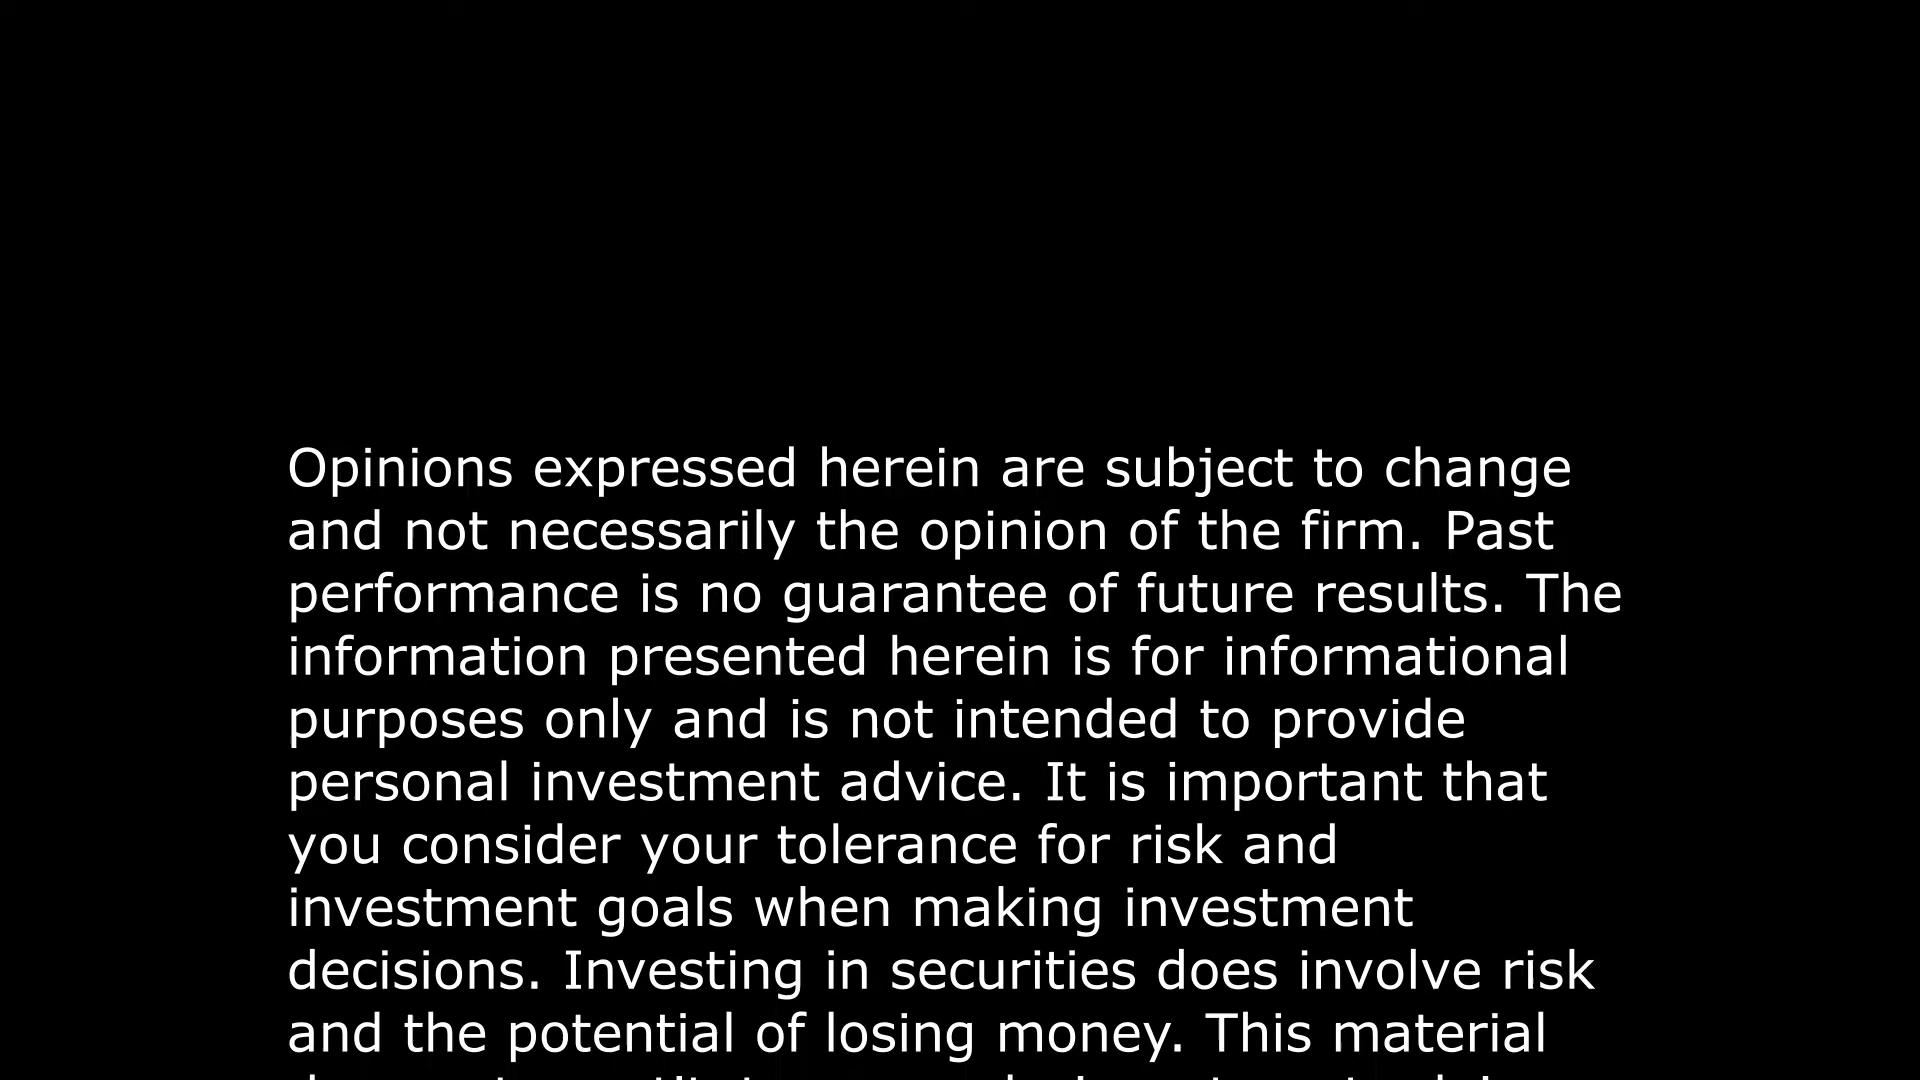 Opinions expressed herein are subject to change
and not necessarily the opinion of the firm. Past
performance is no guarantee of future results. The
information presented herein is for informational
purposes only and is not intended to provide
personal investment advice. It is important that
you consider your tolerance for risk and
investment goals when making investment
decisions. Investing in securities does involve risk
and the potential of losing money. This material